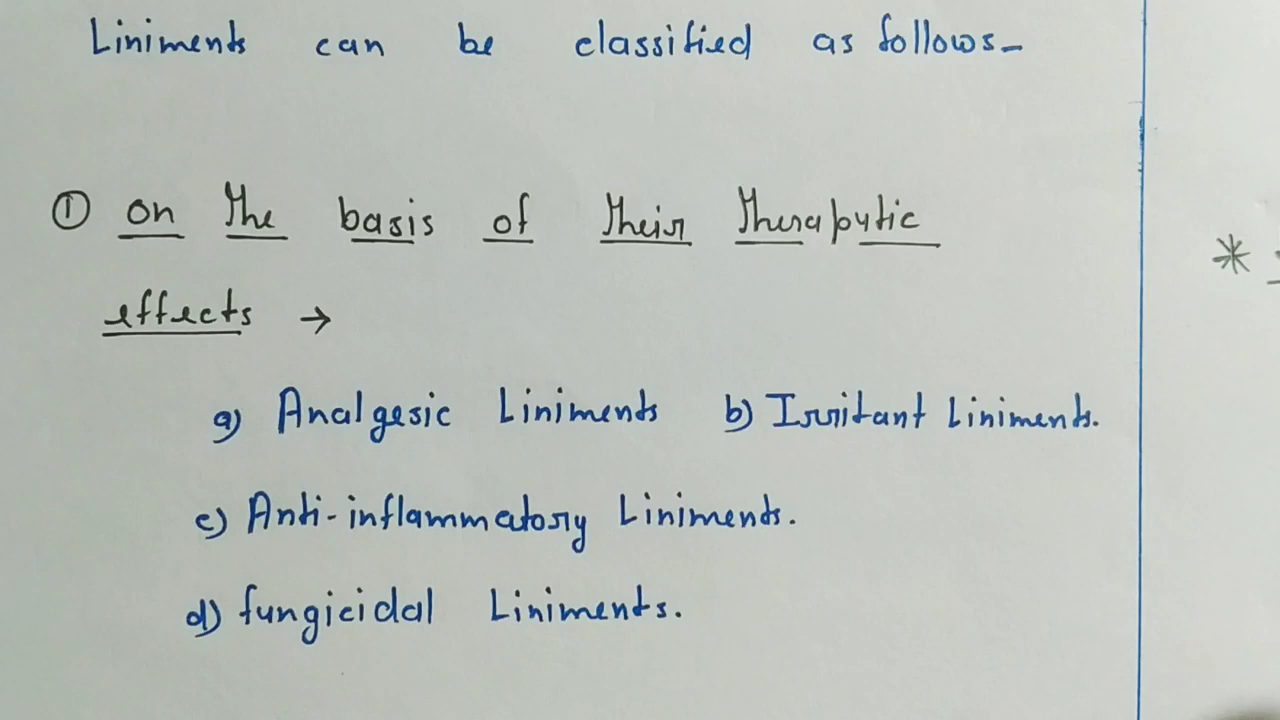 Liniments can be classified as follows-
① on the basis of their theraputic
effects →
a) Analgesic Liniments b) Irritant Liniments.
c) Anti-inflammatory Liniments.
d) fungicidal Liniments.
*